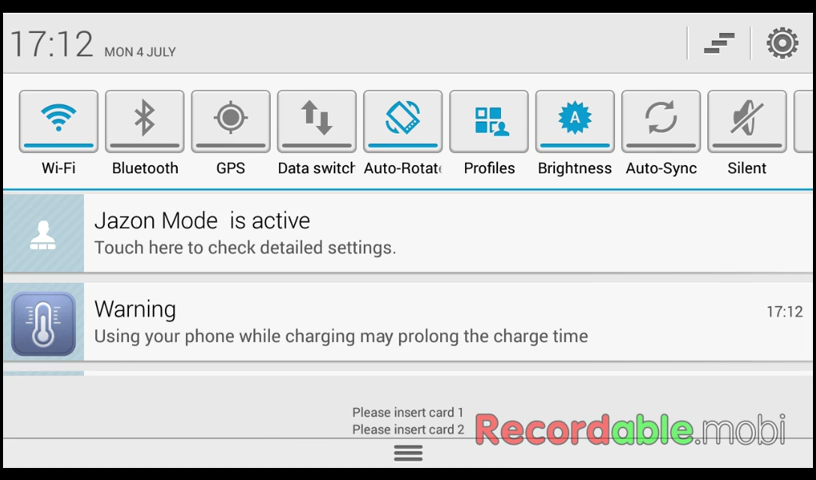 17:12 MON 4 JULY
A
Wi-Fi Bluetooth GPS Data switch Auto-Rotat Profiles Brightness Auto-Sync Silent
Jazon Mode  is active
Touch here to check detailed settings.
Warning 17:12
Using your phone while charging may prolong the charge time
Please insert card 1
Please insert card 2
Recordable.mobi